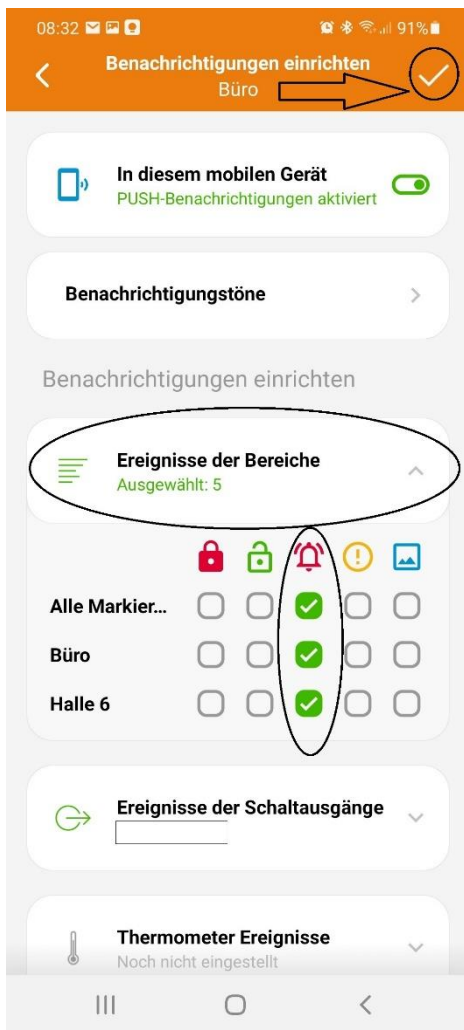 08:32 91%
Benachrichtigungen einrichten
Büro
In diesem mobilen Gerät
PUSH-Benachrichtigungen aktiviert
Benachrichtigungstöne
Benachrichtigungen einrichten
Ereignisse der Bereiche
Ausgewählt: 5
Alle Markier...
Büro
Halle 6
Ereignisse der Schaltausgänge
Thermometer Ereignisse
Noch nicht eingestellt